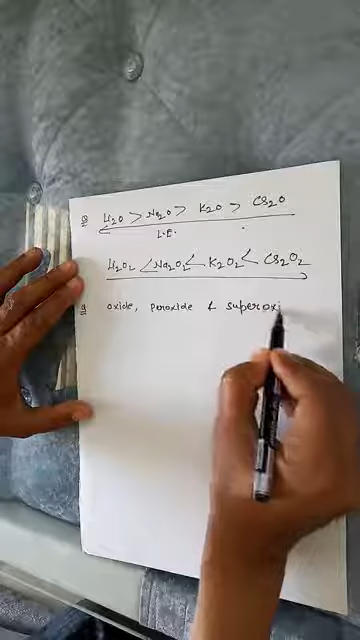 Q Li₂O > Na₂O > K₂O > Cs₂O
L.E.
Li₂O₂ < Na₂O₂ < K₂O₂ < Cs₂O₂
Q oxide, peroxide & superoxi